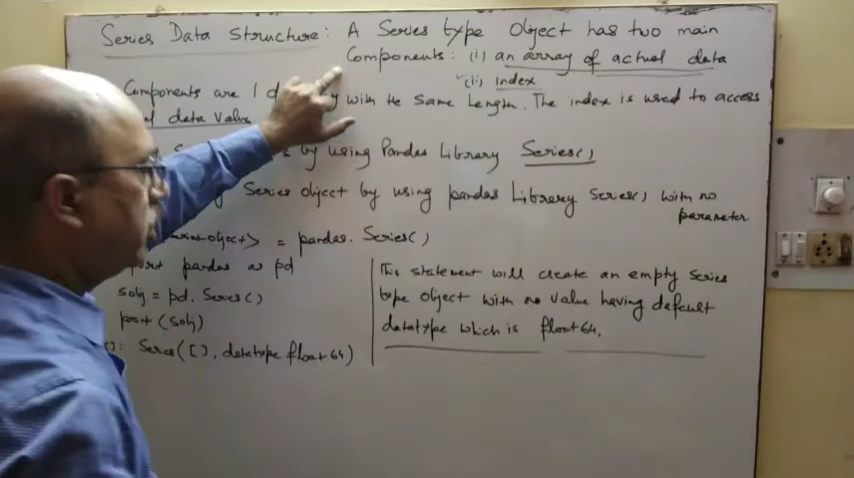 Series Data Structure: A Series type Object has two main
Components: (i) an array of actual data
(ii) Index
Components are 1 d y with the same Length. The index is used to access
data value
by using Pandas Library Series()
Series object by using pandas Library Series() with no
parameter.
object> = pandas. Series()
pandas as pd
sobj = pd. Series()
print (sobj)
Series([], datatype float64)
This statement will create an empty Series
type object with no value having default
datatype which is float64.